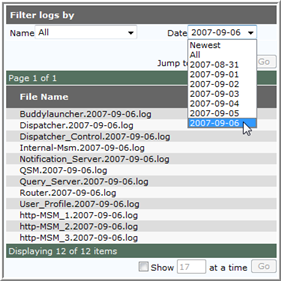 Filter logs by
Name All Date 2007-09-06
Newest
All
2007-08-31
2007-09-01
2007-09-02
2007-09-03
2007-09-04
2007-09-05
2007-09-06
Jump to Go
Page 1 of 1
File Name
Buddylauncher.2007-09-06.log
Dispatcher.2007-09-06.log
Dispatcher_Control.2007-09-06.log
Internal-Msm.2007-09-06.log
Notification_Server.2007-09-06.log
QSM.2007-09-06.log
Query_Server.2007-09-06.log
Router.2007-09-06.log
User_Profile.2007-09-06.log
http-MSM_1.2007-09-06.log
http-MSM_2.2007-09-06.log
http-MSM_3.2007-09-06.log
Displaying 12 of 12 items
Show 17 at a time Go